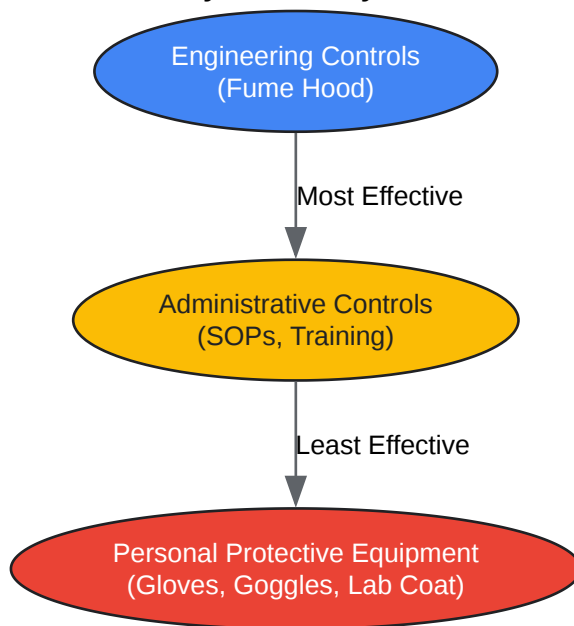 Engineering Controls
(Fume Hood)
Most Effective
Administrative Controls
(SOPs, Training)
Least Effective
Personal Protective Equipment
(Gloves, Goggles, Lab Coat)